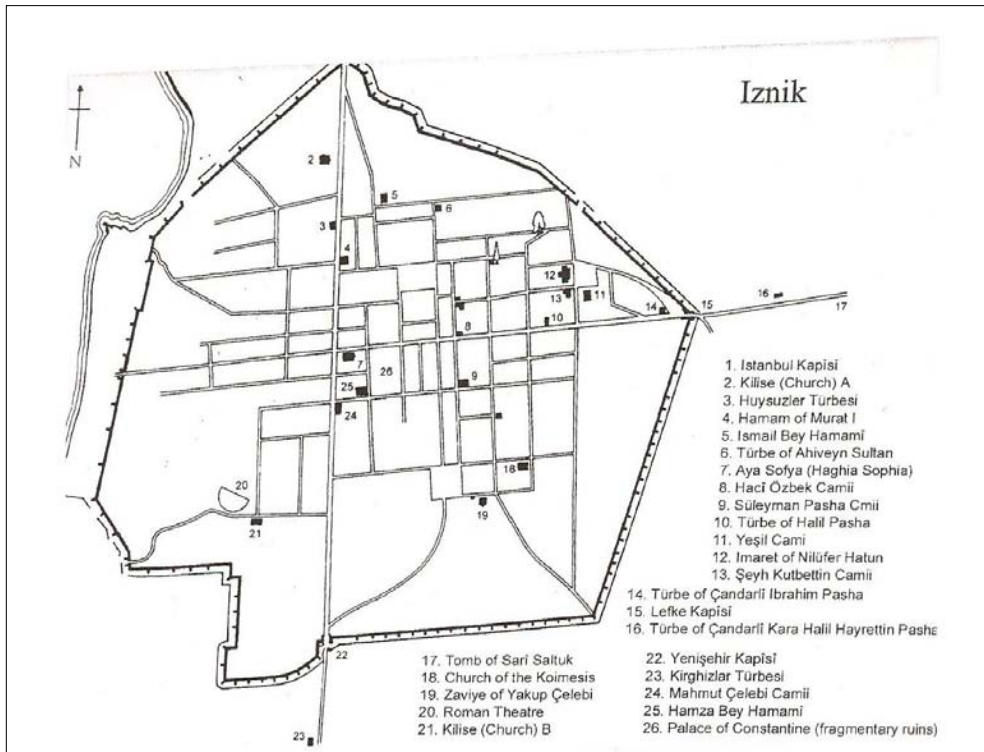 Iznik
N
2
5
6
3
4
12
13
11
14
15
16
17
10
8
7
26
9
25
24
18
20
19
21
22
23
1. Istanbul Kapîsi
2. Kilise (Church) A
3. Huysuzler Türbesi
4. Hamam of Murat I
5. Ismail Bey Hamamî
6. Türbe of Ahiveyn Sultan
7. Aya Sofya (Haghia Sophia)
8. Hacî Özbek Camii
9. Süleyman Pasha Cmii
10. Türbe of Halil Pasha
11. Yeşil Cami
12. Imaret of Nilüfer Hatun
13. Şeyh Kutbettin Camii
14. Türbe of Çandarlî Ibrahim Pasha
15. Lefke Kapîsî
16. Türbe of Çandarlî Kara Halil Hayrettin Pasha
17. Tomb of Sarî Saltuk
18. Church of the Koimesis
19. Zaviye of Yakup Çelebi
20. Roman Theatre
21. Kilise (Church) B
22. Yenişehir Kapîsî
23. Kirghizlar Türbesi
24. Mahmut Çelebi Camii
25. Hamza Bey Hamamî
26. Palace of Constantine (fragmentary ruins)